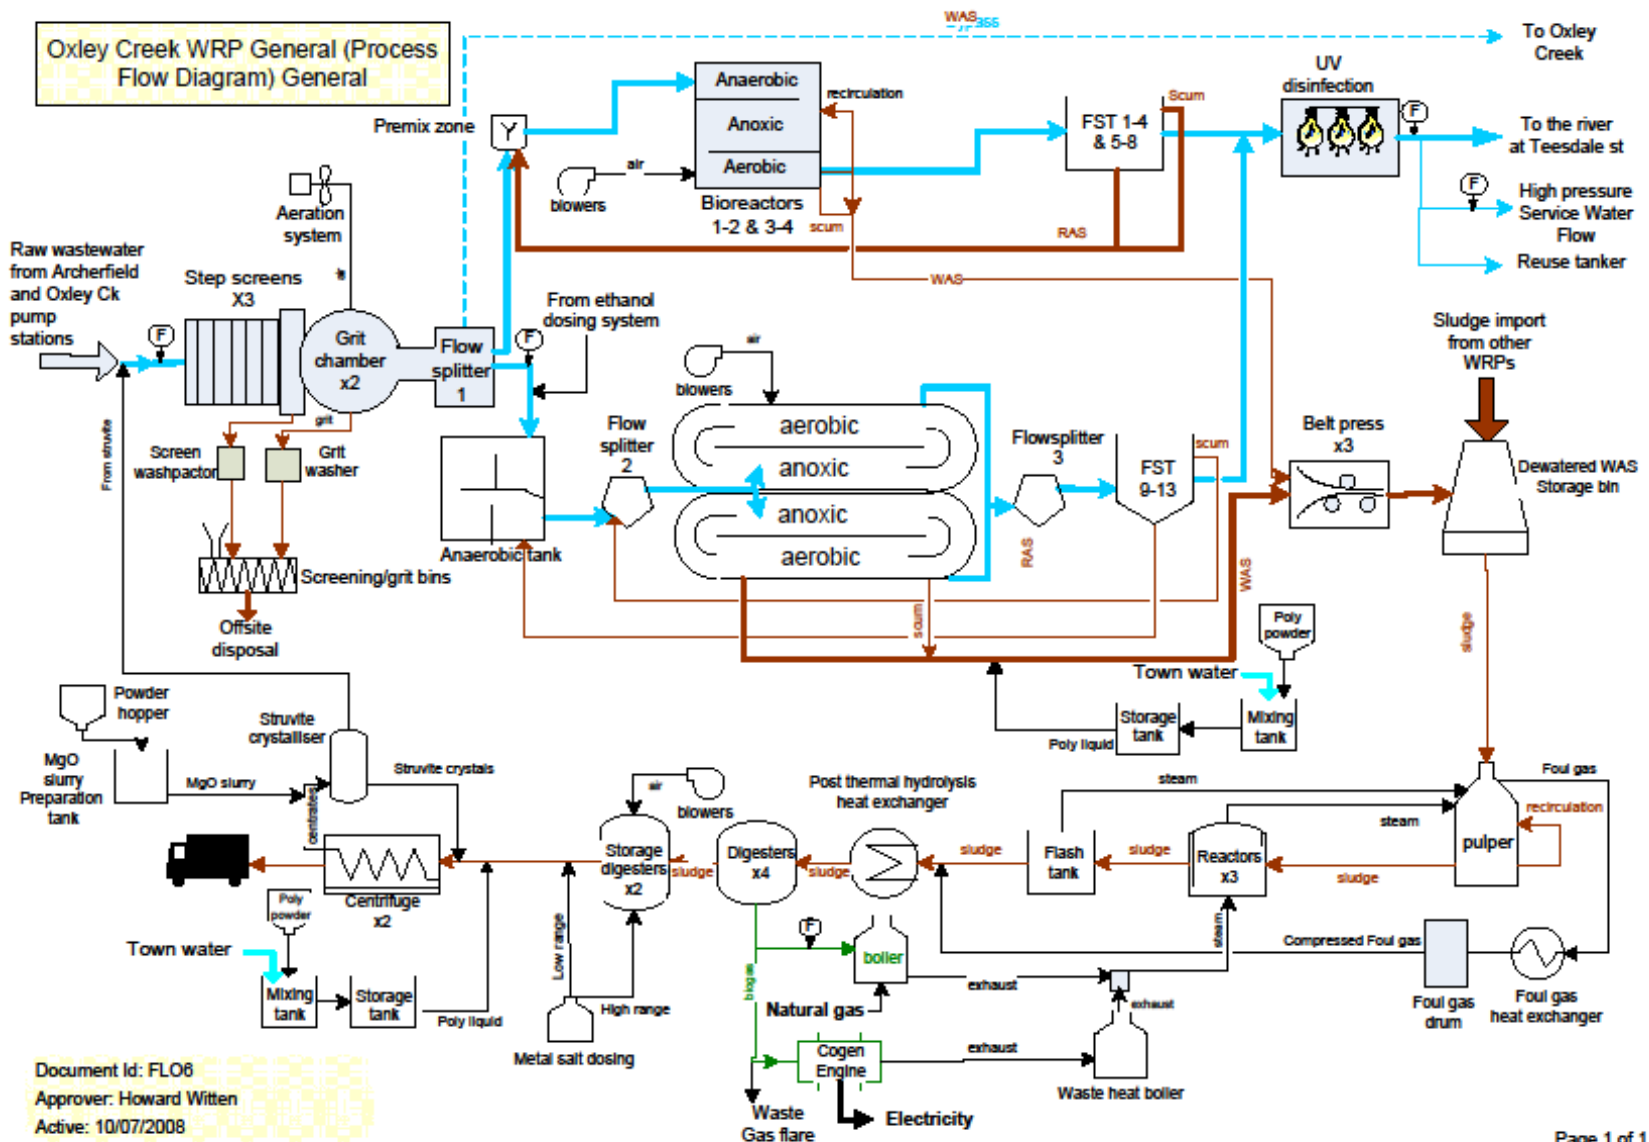 Oxley Creek WRP General (Process
Flow Diagram) General
WAS
355
To Oxley
Creek
UV
disinfection
Premix zone
Y
Anaerobic
Anoxic
Aerobic
recirculation
air
blowers
Bioreactors
1-2 & 3-4
scum
FST 1-4
& 5-8
Scum
RAS
WAS
F
To the river
at Teesdale st
F
High pressure
Service Water
Flow
Reuse tanker
Aeration
system
Raw wastewater
from Archerfield
and Oxley Ck
pump
stations
F
Step screens
X3
Grit
chamber
x2
Flow
splitter
1
F
From ethanol
dosing system
grit
Screen
washpactor
Grit
washer
From struvite
Screening/grit bins
Offsite
disposal
Anaerobic tank
Flow
splitter
2
air
blowers
aerobic
anoxic
anoxic
aerobic
Flowsplitter
3
FST
9-13
scum
RAS
scum
WAS
Belt press
x3
Sludge import
from other
WRPs
Dewatered WAS
Storage bin
sludge
Poly
powder
Town water
Mixing
tank
Storage
tank
Poly liquid
Powder
hopper
MgO
slurry
Preparation
tank
MgO slurry
Struvite
crystalliser
Struvite crystals
centrates
Centrifuge
x2
Poly
powder
Town water
Mixing
tank
Storage
tank
Poly liquid
air
blowers
Storage
digesters
x2
sludge
Low range
High range
Metal salt dosing
Digesters
x4
sludge
Post thermal hydrolysis
heat exchanger
sludge
Flash
tank
sludge
Reactors
x3
sludge
steam
steam
steam
pulper
recirculation
Foul gas
Compressed Foul gas
Foul gas
drum
Foul gas
heat exchanger
biogas
F
boiler
Natural gas
exhaust
exhaust
exhaust
Cogen
Engine
Waste heat boiler
Waste
Gas flare
Electricity
Document Id: FLO6
Approver: Howard Witten
Active: 10/07/2008
Page 1 of 1